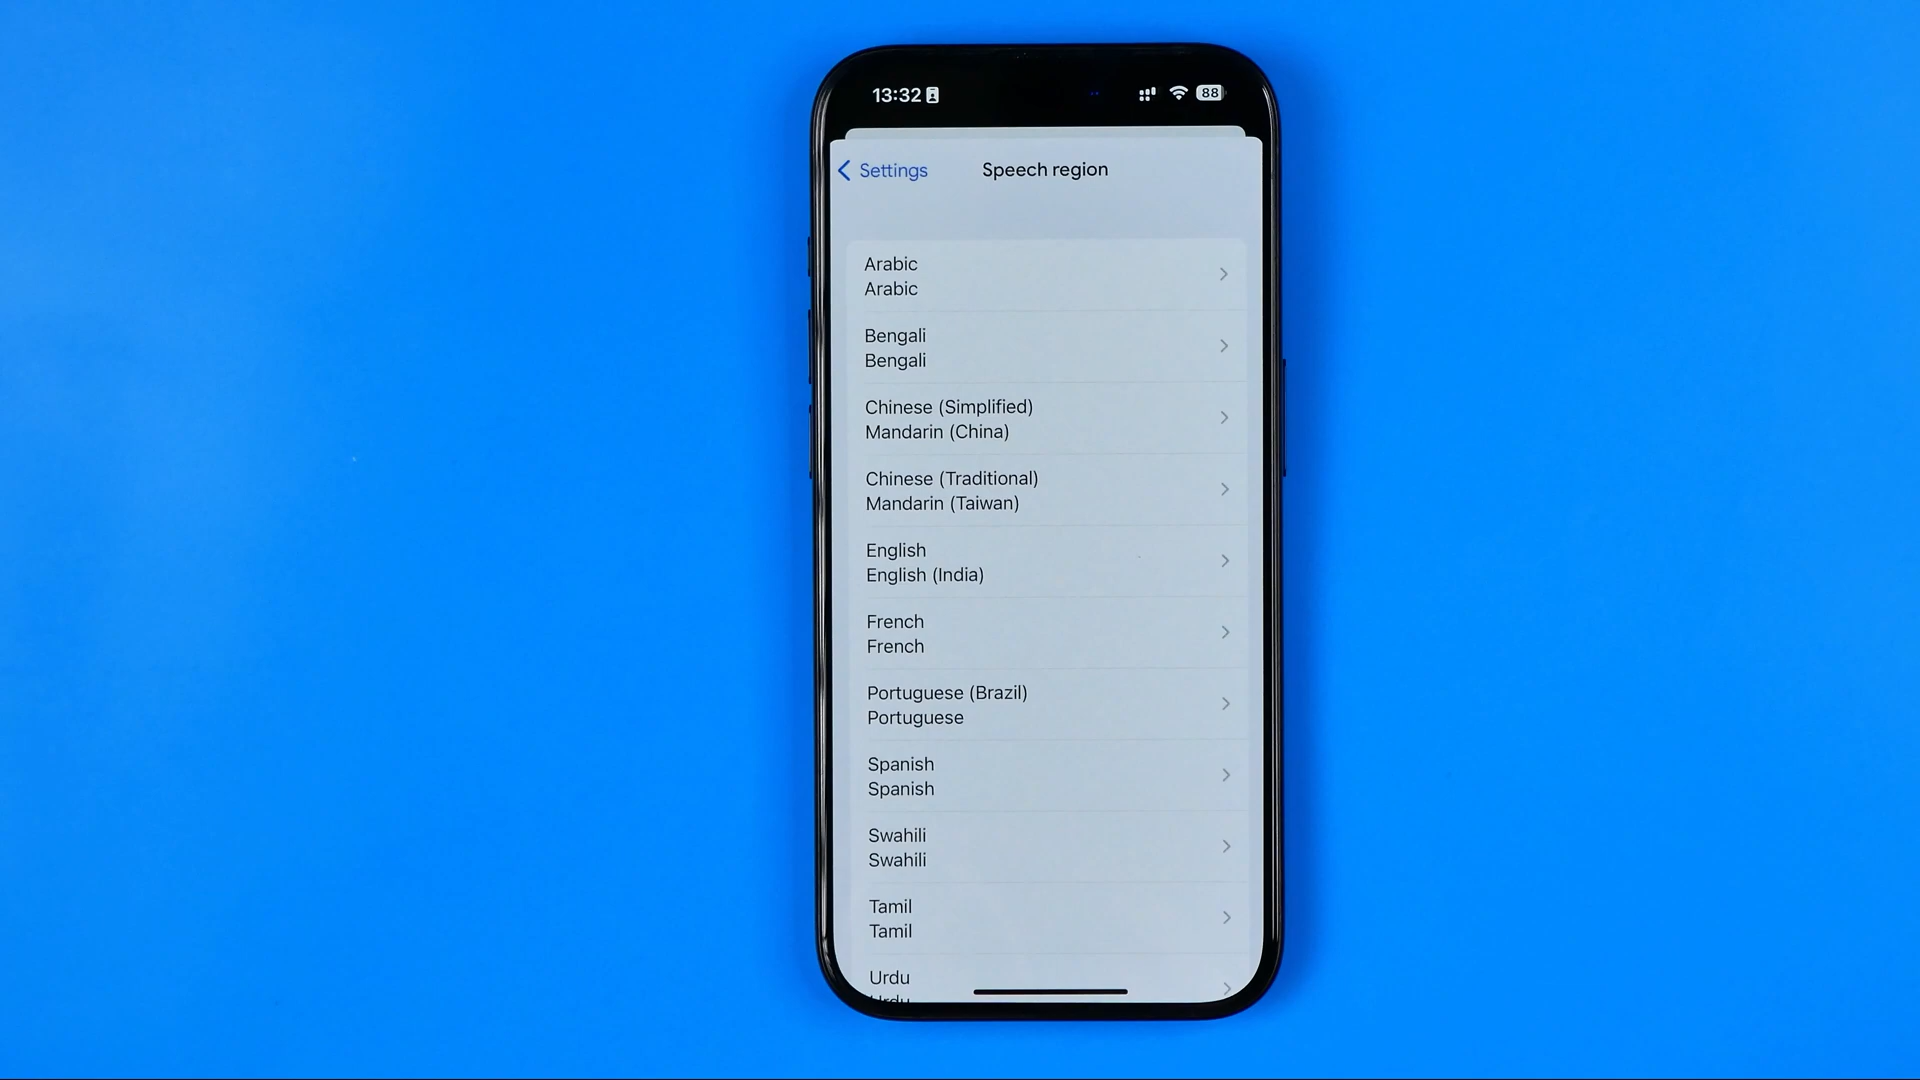 13:32
88
Settings
Speech region
Arabic
Arabic
Bengali
Bengali
Chinese (Simplified)
Mandarin (China)
Chinese (Traditional)
Mandarin (Taiwan)
English
English (India)
French
French
Portuguese (Brazil)
Portuguese
Spanish
Spanish
Swahili
Swahili
Tamil
Tamil
Urdu
Urdu